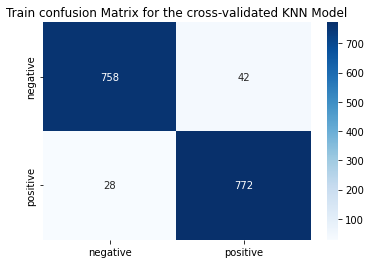 Train confusion Matrix for the cross-validated KNN Model
negative
758
42
positive
28
772
negative
positive
700
600
500
400
300
200
100